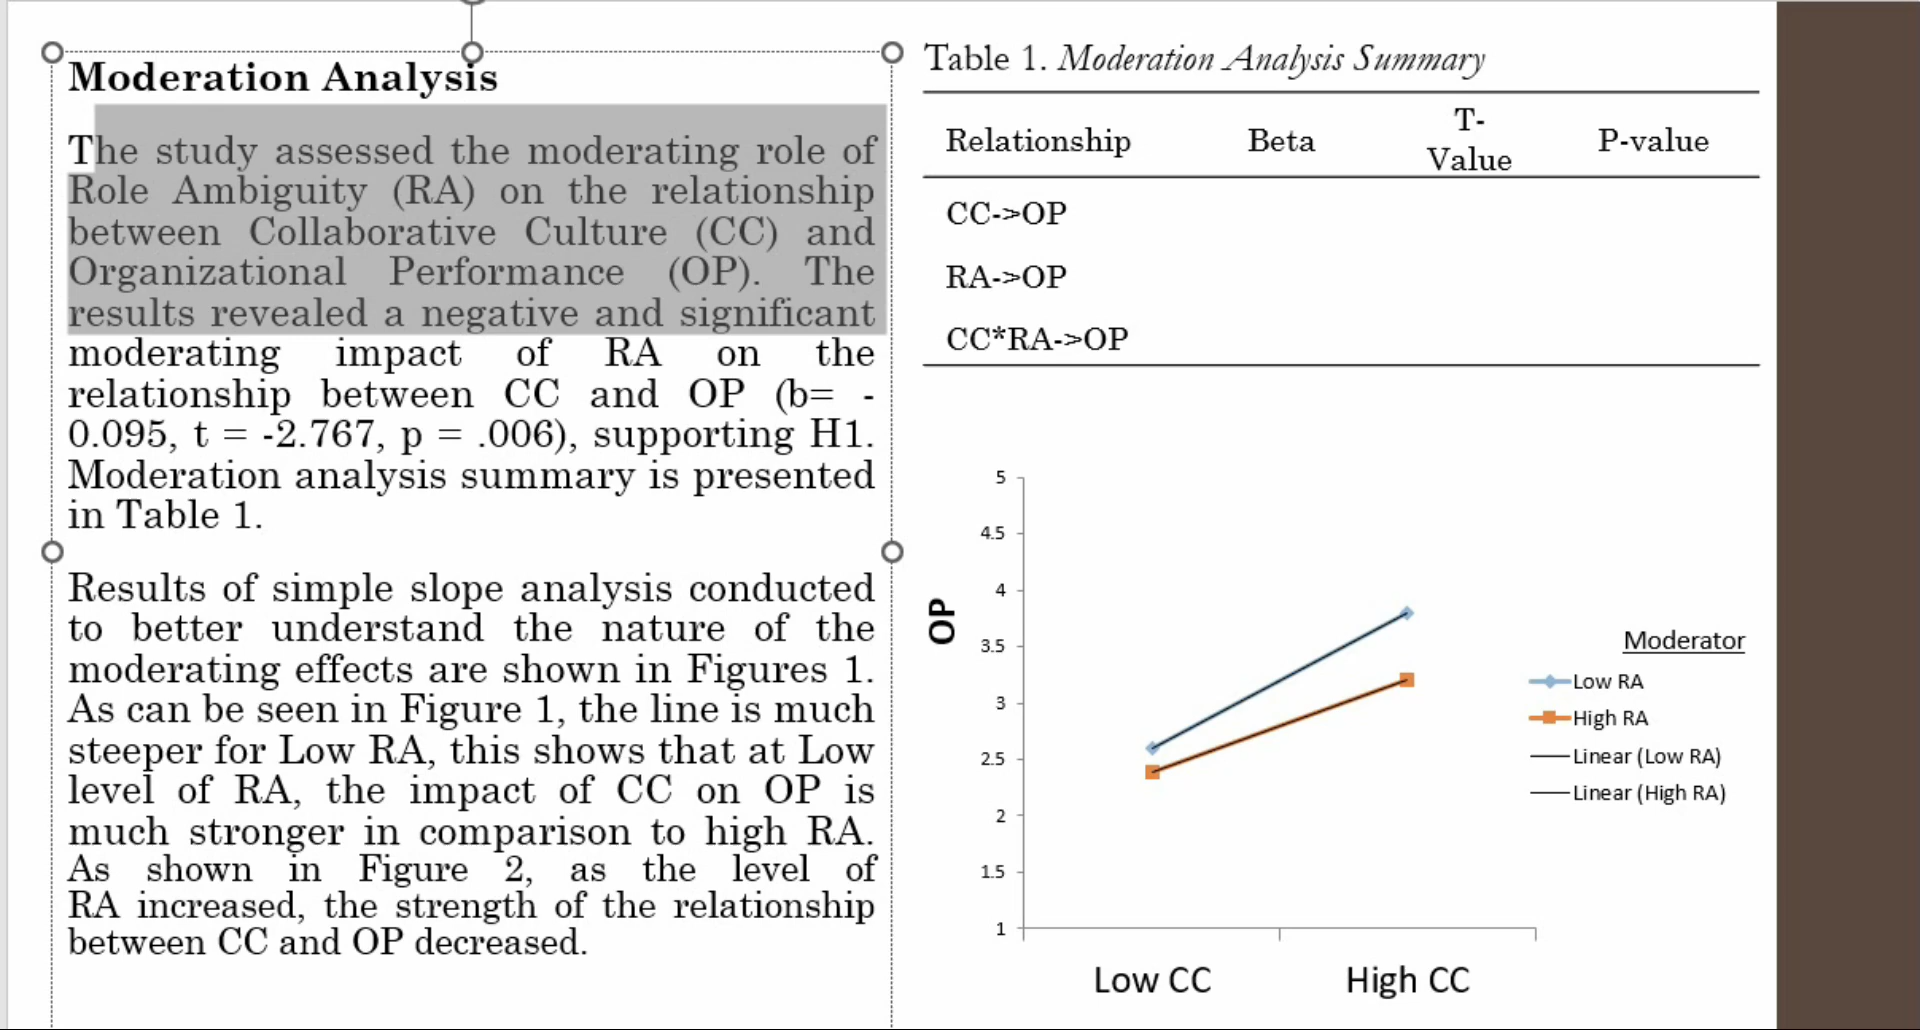 Moderation Analysis
The study assessed the moderating role of
Role Ambiguity (RA) on the relationship
between Collaborative Culture (CC) and
Organizational Performance (OP). The
results revealed a negative and significant
moderating impact of RA on the
relationship between CC and OP (b= -
0.095, t = -2.767, p = .006), supporting H1.
Moderation analysis summary is presented
in Table 1.
Results of simple slope analysis conducted
to better understand the nature of the
moderating effects are shown in Figures 1.
As can be seen in Figure 1, the line is much
steeper for Low RA, this shows that at Low
level of RA, the impact of CC on OP is
much stronger in comparison to high RA.
As shown in Figure 2, as the level of
RA increased, the strength of the relationship
between CC and OP decreased.
Table 1. Moderation Analysis Summary
Relationship Beta T-Value P-value
CC->OP
RA->OP
CC*RA->OP
5
4.5
4
3.5
3
2.5
2
1.5
1
OP
Low CC High CC
Moderator
Low RA
High RA
Linear (Low RA)
Linear (High RA)